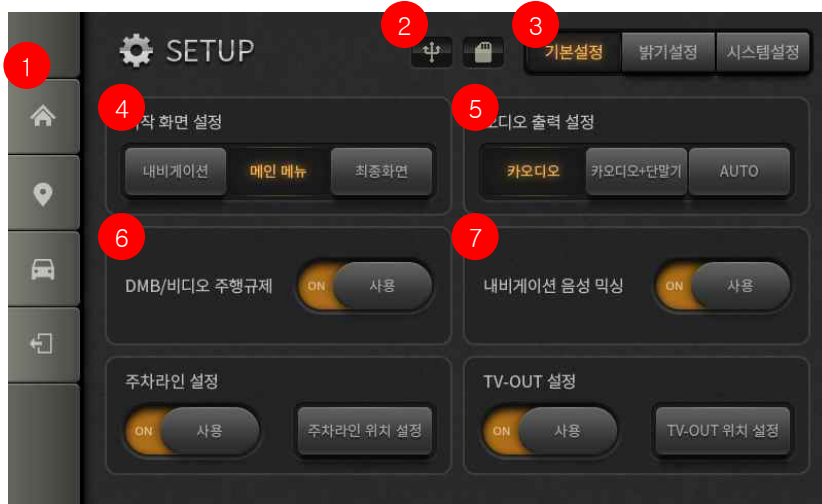 1
2
3
SETUP
기본설정 밝기설정 시스템설정
4
5
작 화면 설정
디오 출력 설정
내비게이션 메인 메뉴 최종화면
카오디오 카오디오+단말기 AUTO
6
7
DMB/비디오 주행규제 ON 사용
내비게이션 음성 믹싱 ON 사용
주차라인 설정
TV-OUT 설정
ON 사용 주차라인 위치 설정
ON 사용 TV-OUT 위치 설정